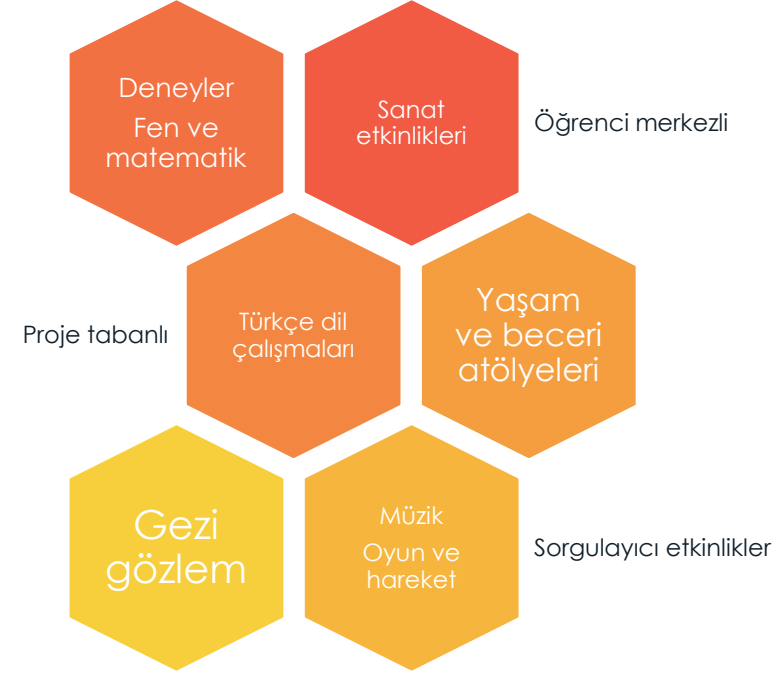 Deneyler
Fen ve
matematik
Sanat
etkinlikleri
Öğrenci merkezli
Proje tabanlı
Türkçe dil
çalışmaları
Yaşam
ve beceri
atölyeleri
Gezi
gözlem
Müzik
Oyun ve
hareket
Sorgulayıcı etkinlikler